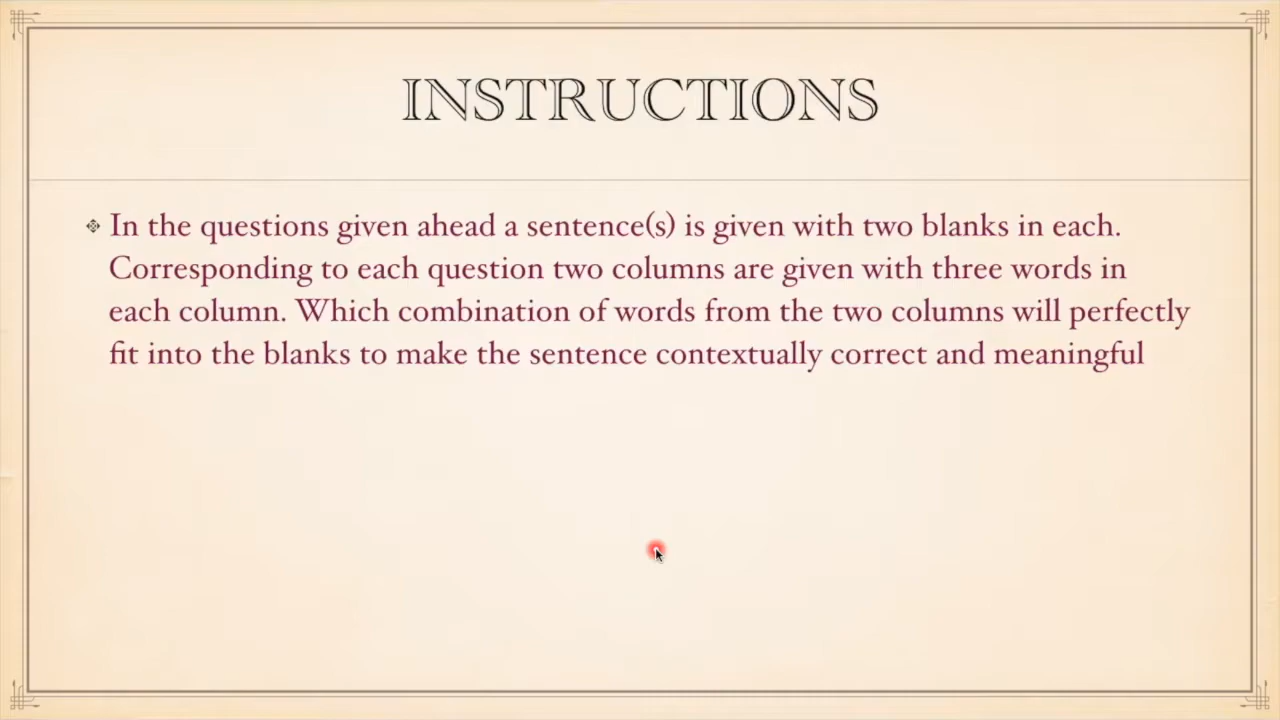 INSTRUCTIONS
In the questions given ahead a sentence(s) is given with two blanks in each.
Corresponding to each question two columns are given with three words in
each column. Which combination of words from the two columns will perfectly
fit into the blanks to make the sentence contextually correct and meaningful